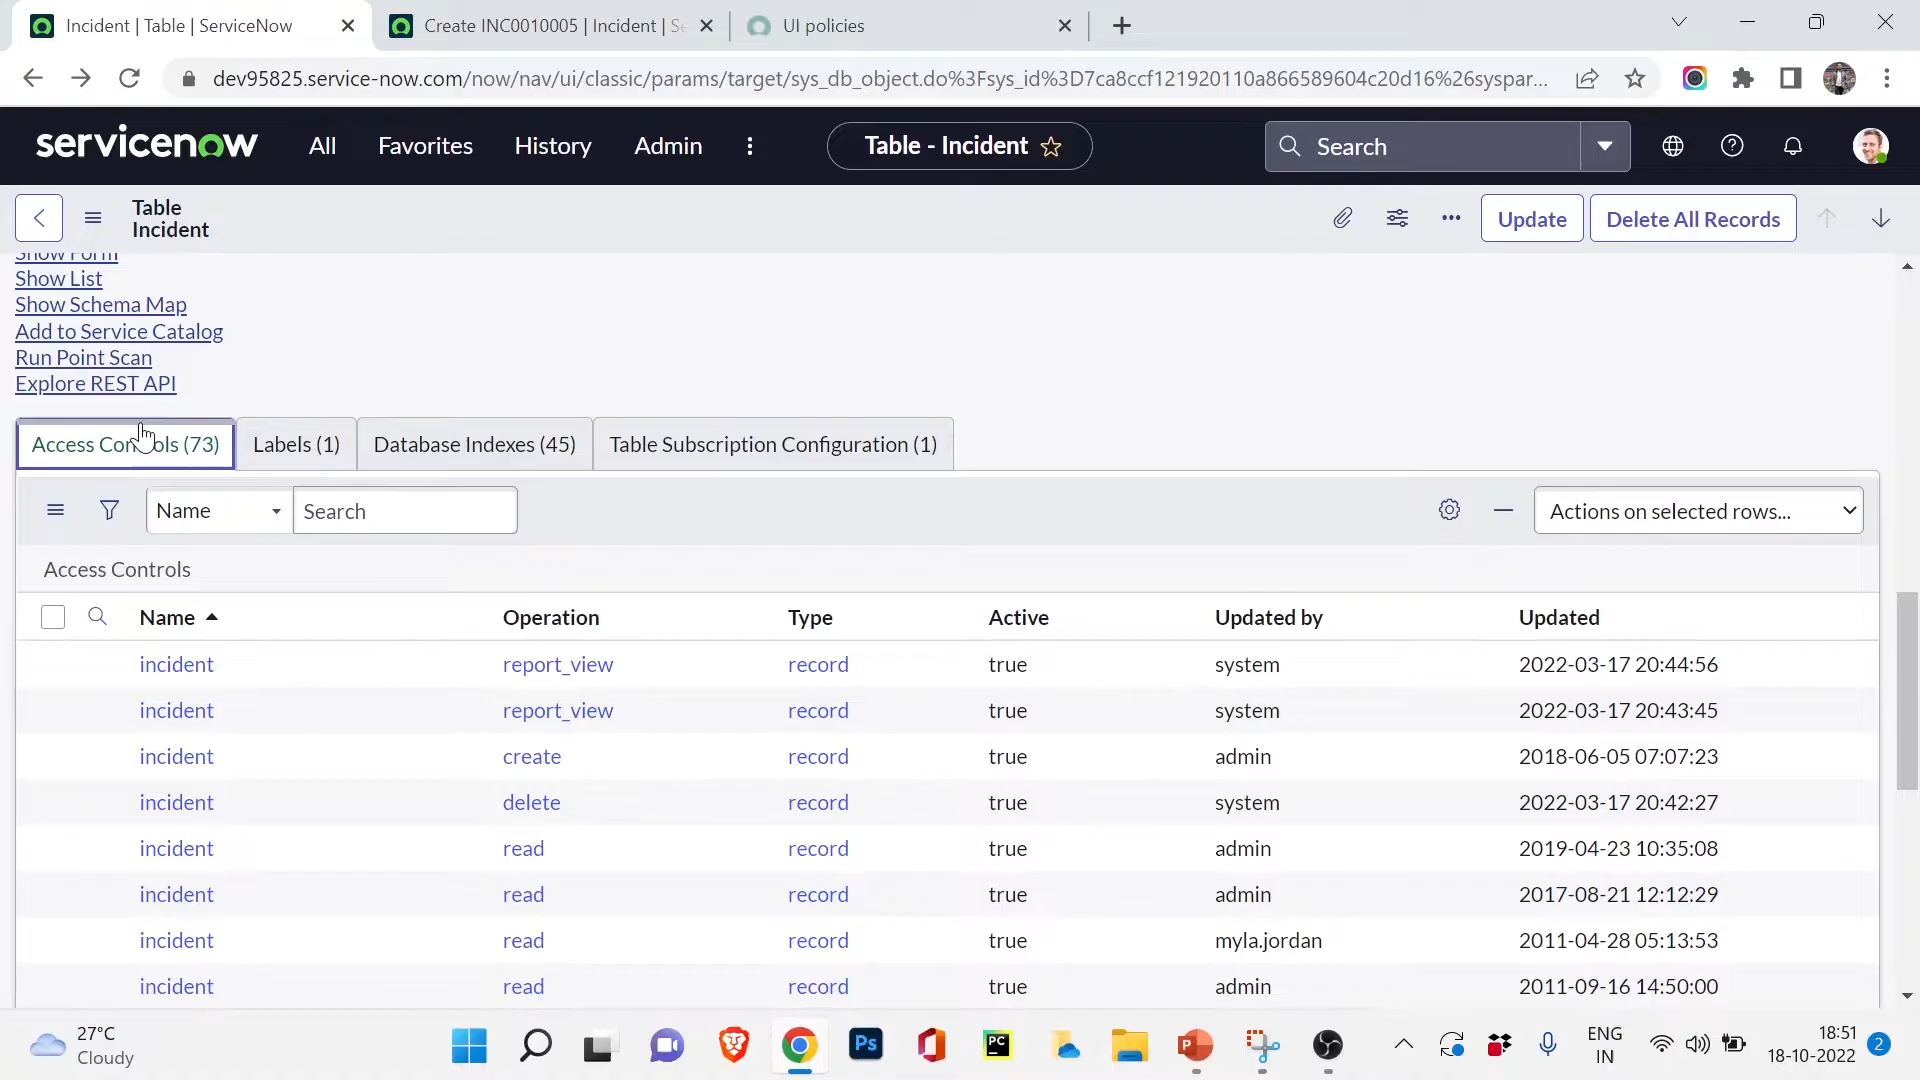 Incident | Table | ServiceNow
Create INC0010005 | Incident | Se
UI policies
dev95825.service-now.com/now/nav/ui/classic/params/target/sys_db_object.do%3Fsys_id%3D7ca8ccf121920110a866589604c20d16%26syspar...
servicenow
All
Favorites
History
Admin
Table - Incident
Search
Table
Incident
Update
Delete All Records
Show Form
Show List
Show Schema Map
Add to Service Catalog
Run Point Scan
Explore REST API
Access Controls (73)
Labels (1)
Database Indexes (45)
Table Subscription Configuration (1)
Name
Search
Actions on selected rows...
Access Controls
Name Operation Type Active Updated by Updated
incident report_view record true system 2022-03-17 20:44:56
incident report_view record true system 2022-03-17 20:43:45
incident create record true admin 2018-06-05 07:07:23
incident delete record true system 2022-03-17 20:42:27
incident read record true admin 2019-04-23 10:35:08
incident read record true admin 2017-08-21 12:12:29
incident read record true myla.jordan 2011-04-28 05:13:53
incident read record true admin 2011-09-16 14:50:00
27°C
Cloudy
Ps
PC
P
ENG
IN
18:51
18-10-2022
2